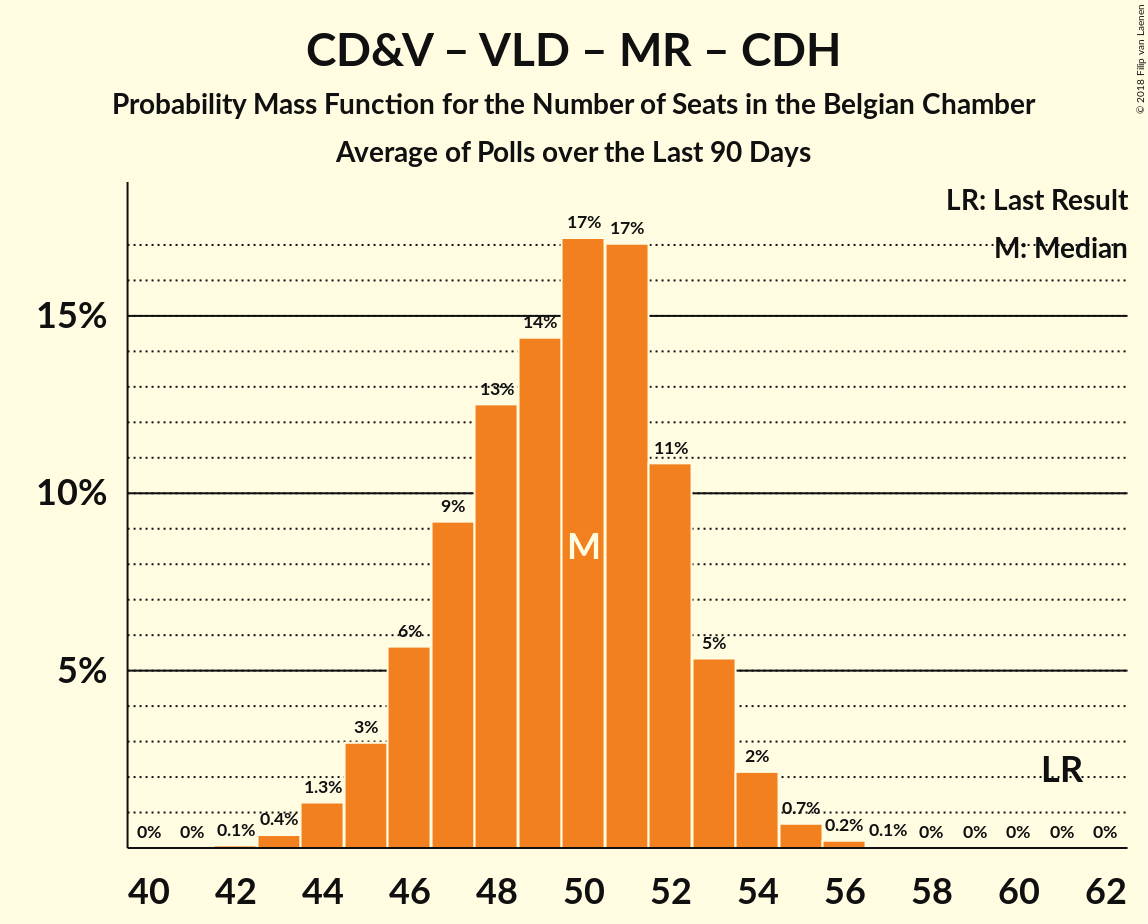 CD&V – VLD – MR – CDH
Probability Mass Function for the Number of Seats in the Belgian Chamber
Average of Polls over the Last 90 Days
© 2018 Filip van Laenen
LR: Last Result
M: Median
15%
10%
5%
0%
0%
0.1%
0.4%
1.3%
3%
6%
9%
13%
14%
17%
17%
11%
5%
2%
0.7%
0.2%
0.1%
0%
0%
0%
0%
0%
M
LR
40 42 44 46 48 50 52 54 56 58 60 62